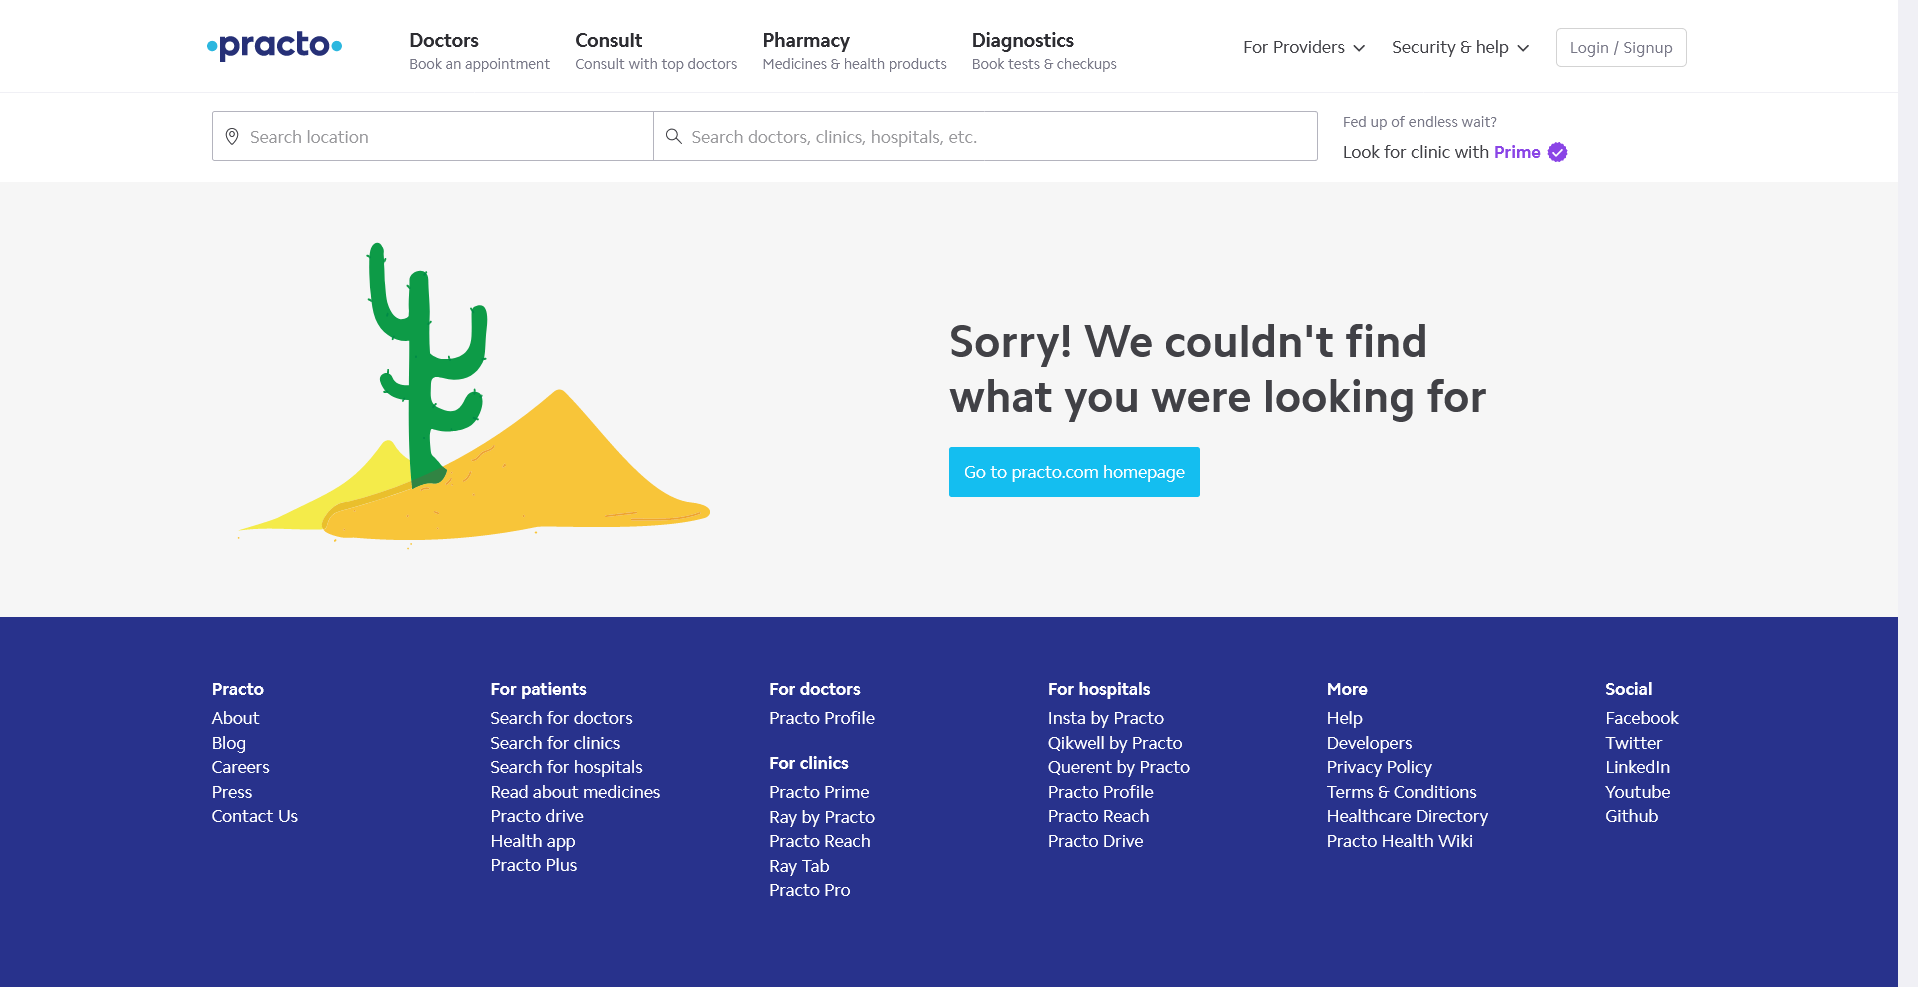 practo
Doctors
Book an appointment
Consult
Consult with top doctors
Pharmacy
Medicines & health products
Diagnostics
Book tests & checkups
For Providers
Security & help
Login / Signup
Search location
Search doctors, clinics, hospitals, etc.
Fed up of endless wait?
Look for clinic with Prime
Sorry! We couldn't find
what you were looking for
Go to practo.com homepage
Practo
About
Blog
Careers
Press
Contact Us
For patients
Search for doctors
Search for clinics
Search for hospitals
Read about medicines
Practo drive
Health app
Practo Plus
For doctors
Practo Profile
For clinics
Practo Prime
Ray by Practo
Practo Reach
Ray Tab
Practo Pro
For hospitals
Insta by Practo
Qikwell by Practo
Querent by Practo
Practo Profile
Practo Reach
Practo Drive
More
Help
Developers
Privacy Policy
Terms & Conditions
Healthcare Directory
Practo Health Wiki
Social
Facebook
Twitter
LinkedIn
Youtube
Github